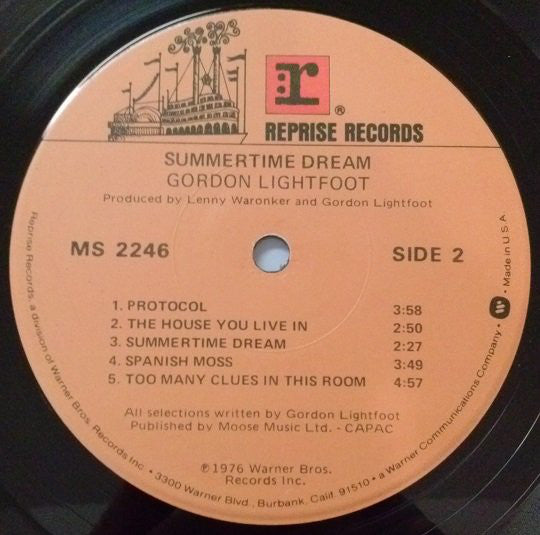 r
®
REPRISE RECORDS
SUMMERTIME DREAM
GORDON LIGHTFOOT
Produced by Lenny Waronker and Gordon Lightfoot
MS 2246
SIDE 2
1. PROTOCOL 3:58
2. THE HOUSE YOU LIVE IN 2:50
3. SUMMERTIME DREAM 2:27
4. SPANISH MOSS 3:49
5. TOO MANY CLUES IN THIS ROOM 4:57
All selections written by Gordon Lightfoot
Published by Moose Music Ltd. - CAPAC
℗1976 Warner Bros.
Records Inc.
Reprise Records, a division of Warner Bros. Records Inc. • 3300 Warner Blvd., Burbank, Calif. 91510 • a Warner Communications Company • W • Made in U.S.A.